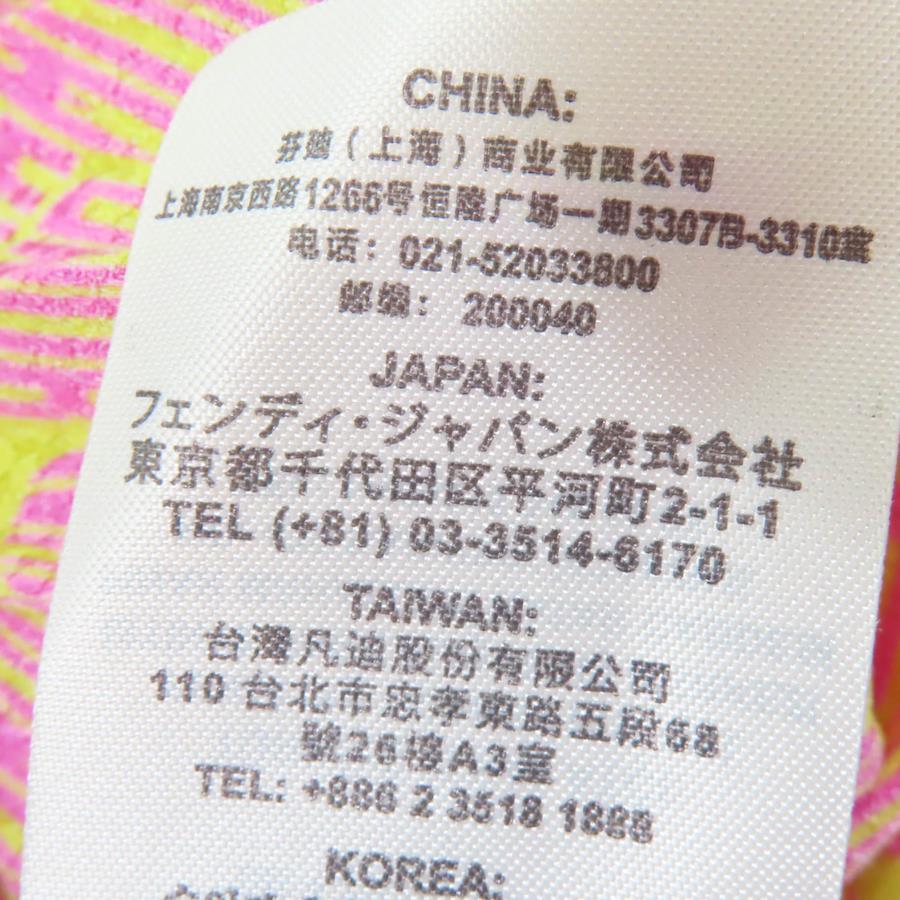 CHINA:
芬迪（上海）商业有限公司
上海南京西路1266号恒隆广场一期3307B-3310室
电话：021-52033800
邮编：200040
JAPAN:
フェンディ・ジャパン株式会社
東京都千代田区平河町2-1-1
TEL (+81) 03-3514-6170
TAIWAN:
台灣凡迪股份有限公司
110 台北市忠孝東路五段68
號26樓A3室
TEL: +886 2 3518 1888
KOREA: